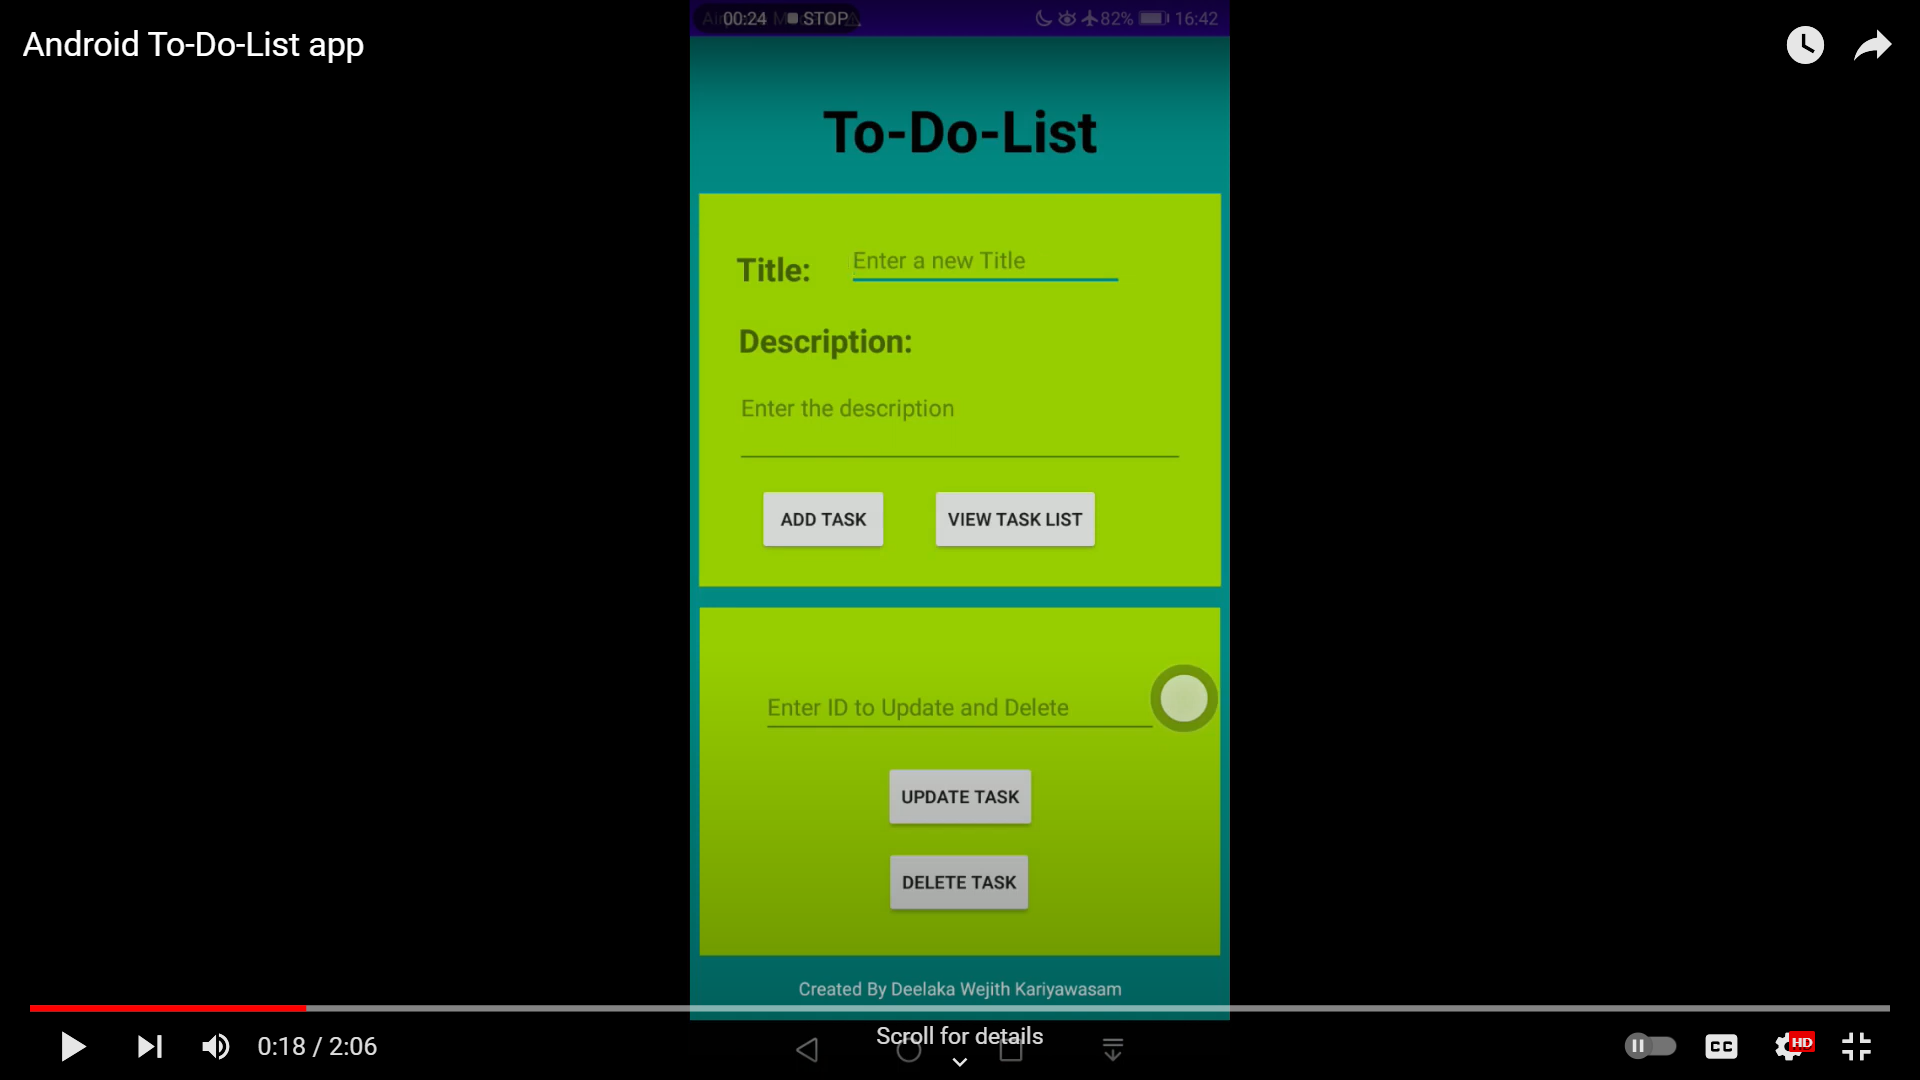 Android To-Do-List app
00:24 STOP
82% 16:42
To-Do-List
Title: Enter a new Title
Description:
Enter the description
ADD TASK VIEW TASK LIST
Enter ID to Update and Delete
UPDATE TASK
DELETE TASK
Created By Deelaka Wejith Kariyawasam
Scroll for details
0:18 / 2:06 CC HD